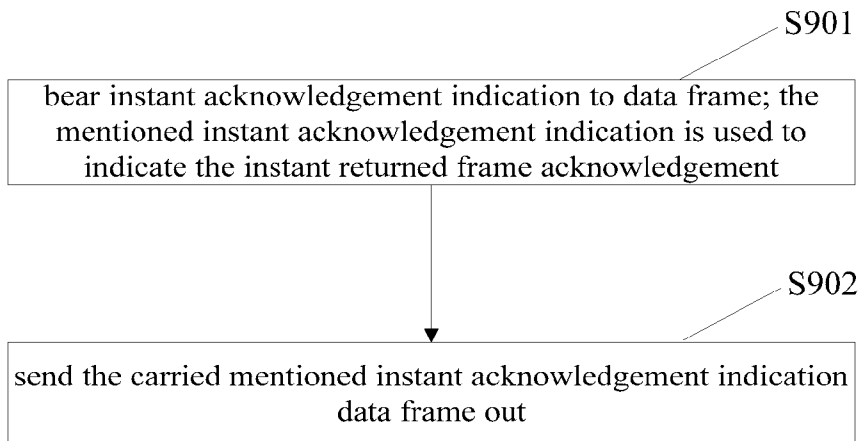 S901
bear instant acknowledgement indication to data frame; the
mentioned instant acknowledgement indication is used to
indicate the instant returned frame acknowledgement
S902
send the carried mentioned instant acknowledgement indication
data frame out